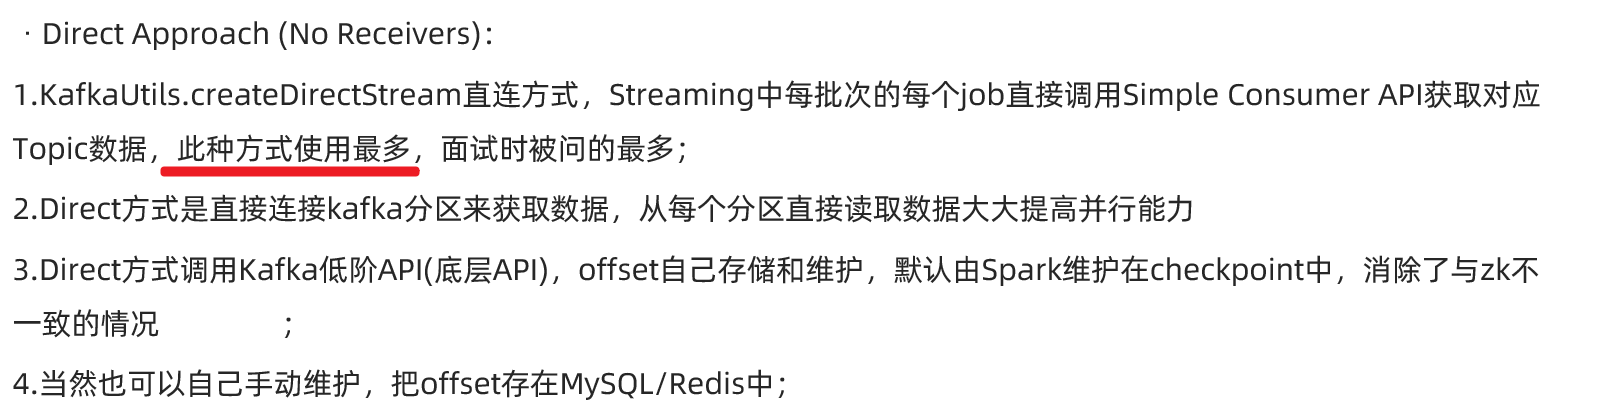 · Direct Approach (No Receivers):
1.KafkaUtils.createDirectStream直连方式，Streaming中每批次的每个job直接调用Simple Consumer API获取对应
Topic数据，此种方式使用最多，面试时被问的最多；
2.Direct方式是直接连接kafka分区来获取数据，从每个分区直接读取数据大大提高并行能力
3.Direct方式调用Kafka低阶API(底层API)，offset自己存储和维护，默认由Spark维护在checkpoint中，消除了与zk不
一致的情况 ；
4.当然也可以自己手动维护，把offset存在MySQL/Redis中；